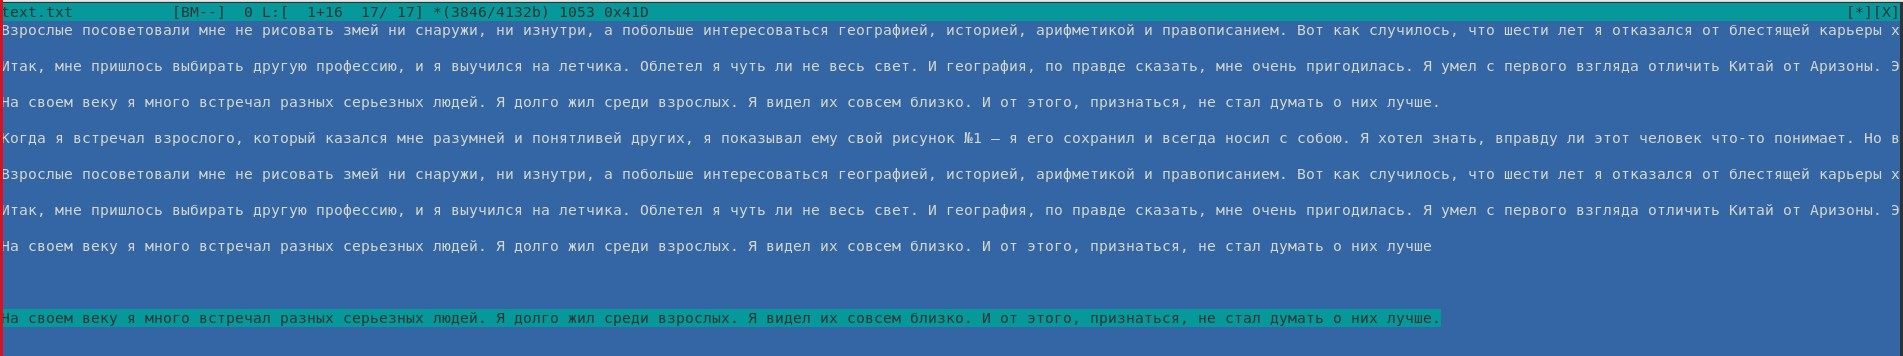 text.txt [BM--] 0 L:[ 1+16 17/ 17] *(3846/4132b) 1053 0x41D [*][X]
Взрослые посоветовали мне не рисовать змей ни снаружи, ни изнутри, а побольше интересоваться географией, историей, арифметикой и правописанием. Вот как случилось, что шести лет я отказался от блестящей карьеры х
Итак, мне пришлось выбирать другую профессию, и я выучился на летчика. Облетел я чуть ли не весь свет. И география, по правде сказать, мне очень пригодилась. Я умел с первого взгляда отличить Китай от Аризоны. Э
На своем веку я много встречал разных серьезных людей. Я долго жил среди взрослых. Я видел их совсем близко. И от этого, признаться, не стал думать о них лучше.
Когда я встречал взрослого, который казался мне разумней и понятливей других, я показывал ему свой рисунок №1 — я его сохранил и всегда носил с собою. Я хотел знать, вправду ли этот человек что-то понимает. Но в
Взрослые посоветовали мне не рисовать змей ни снаружи, ни изнутри, а побольше интересоваться географией, историей, арифметикой и правописанием. Вот как случилось, что шести лет я отказался от блестящей карьеры х
Итак, мне пришлось выбирать другую профессию, и я выучился на летчика. Облетел я чуть ли не весь свет. И география, по правде сказать, мне очень пригодилась. Я умел с первого взгляда отличить Китай от Аризоны. Э
На своем веку я много встречал разных серьезных людей. Я долго жил среди взрослых. Я видел их совсем близко. И от этого, признаться, не стал думать о них лучше
На своем веку я много встречал разных серьезных людей. Я долго жил среди взрослых. Я видел их совсем близко. И от этого, признаться, не стал думать о них лучше.